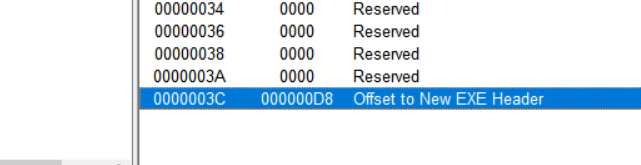 00000034 0000 Reserved
00000036 0000 Reserved
00000038 0000 Reserved
0000003A 0000 Reserved
0000003C 000000D8 Offset to New EXE Header